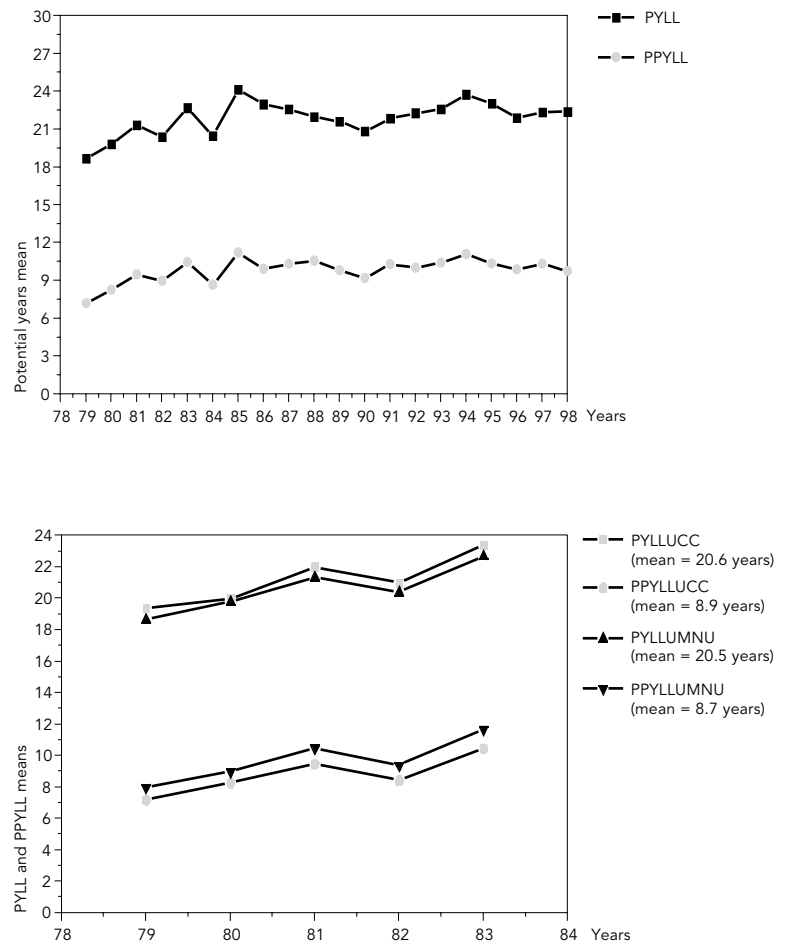 30
27
24
21
18
15
12
9
6
3
0
Potential years mean
78 79 80 81 82 83 84 85 86 87 88 89 90 91 92 93 94 95 96 97 98 Years
PYLL
PPYLL
24
22
20
18
16
14
12
10
8
6
4
2
0
PYLL and PPYLL means
78 79 80 81 82 83 84 Years
PYLLUCC
(mean = 20.6 years)
PPYLLUCC
(mean = 8.9 years)
PYLLUMNU
(mean = 20.5 years)
PPYLLUMNU
(mean = 8.7 years)